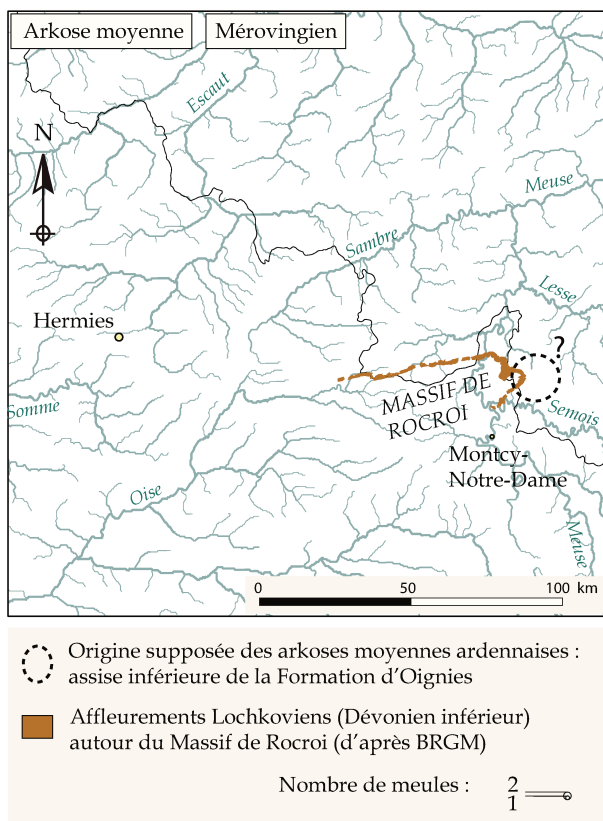 Arkose moyenne
Mérovingien
Escaut
N
Meuse
Sambre
Lesse
Hermies
?
Somme
MASSIF DE
ROCROI
Semois
Montcy-
Notre-Dame
Oise
Meuse
0 50 100 km
Origine supposée des arkoses moyennes ardennaises :
assise inférieure de la Formation d'Oignies
Affleurements Lochkoviens (Dévonien inférieur)
autour du Massif de Rocroi (d'après BRGM)
Nombre de meules :
2
1